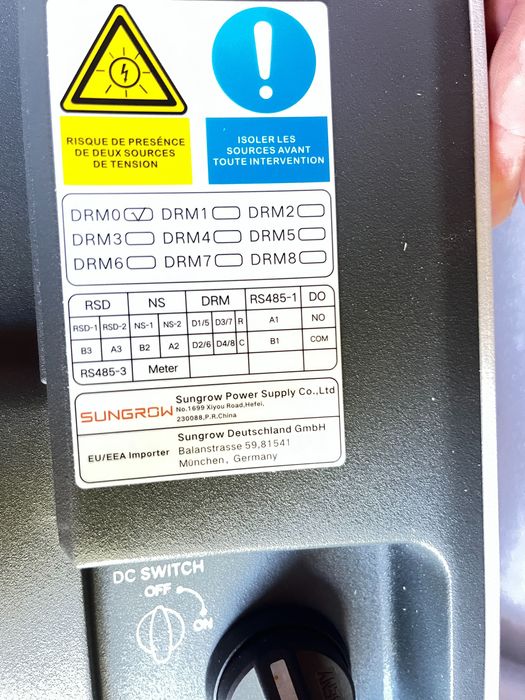 RISQUE DE PRESÉNCE
DE DEUX SOURCES
DE TENSION
ISOLER LES
SOURCES AVANT
TOUTE INTERVENTION
DRM0 DRM1 DRM2
DRM3 DRM4 DRM5
DRM6 DRM7 DRM8
RSD NS DRM RS485-1 DO
RSD-1 RSD-2 NS-1 NS-2 D1/5 D3/7 R A1 NO
B3 A3 B2 A2 D2/6 D4/8 C B1 COM
RS485-3 Meter
SUNGROW
Sungrow Power Supply Co.,Ltd
No.1699 Xiyou Road,Hefei,
230088,P.R.China
EU/EEA Importer
Sungrow Deutschland GmbH
Balanstrasse 59,81541
München, Germany
DC SWITCH
OFF
ON